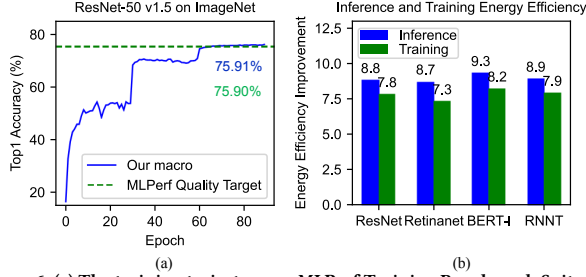 ResNet-50 v1.5 on ImageNet
80
60
40
20
Top1 Accuracy (%)
75.91%
75.90%
Our macro
MLPerf Quality Target
0 20 40 60 80
Epoch
(a)
Inference and Training Energy Efficiency
Energy Efficiency Improvement
12.5
10.0
7.5
5.0
2.5
0.0
Inference
Training
8.8
7.8
8.7
7.3
9.3
8.2
8.9
7.9
ResNet Retinanet BERT-l RNNT
(b)
(a) The training